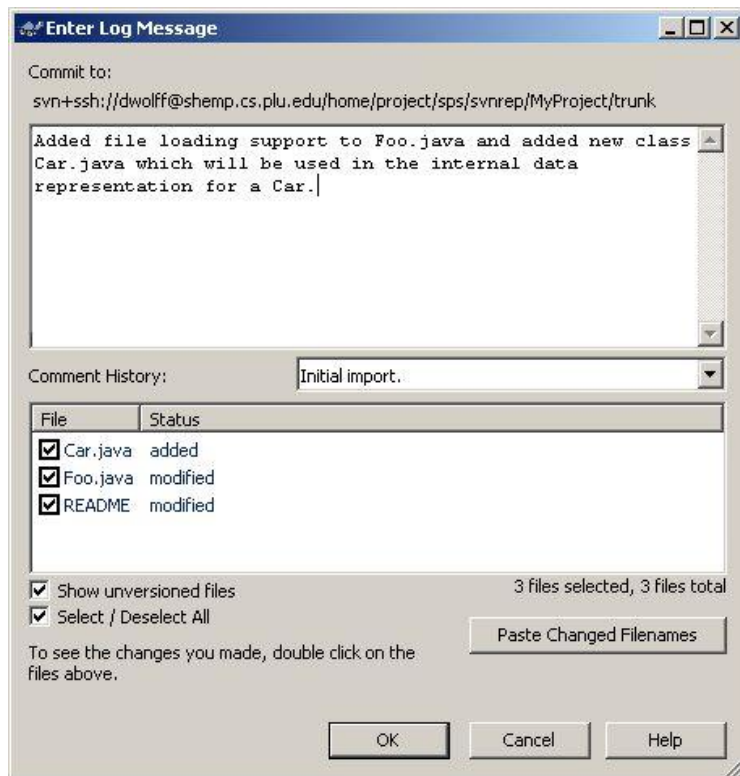 Enter Log Message
Commit to:
svn+ssh://dwolff@shemp.cs.plu.edu/home/project/sps/svnrep/MyProject/trunk
Added file loading support to Foo.java and added new class
Car.java which will be used in the internal data
representation for a Car.
Comment History: Initial import.
File Status
Car.java added
Foo.java modified
README modified
Show unversioned files 3 files selected, 3 files total
Select / Deselect All
Paste Changed Filenames
To see the changes you made, double click on the
files above.
OK Cancel Help